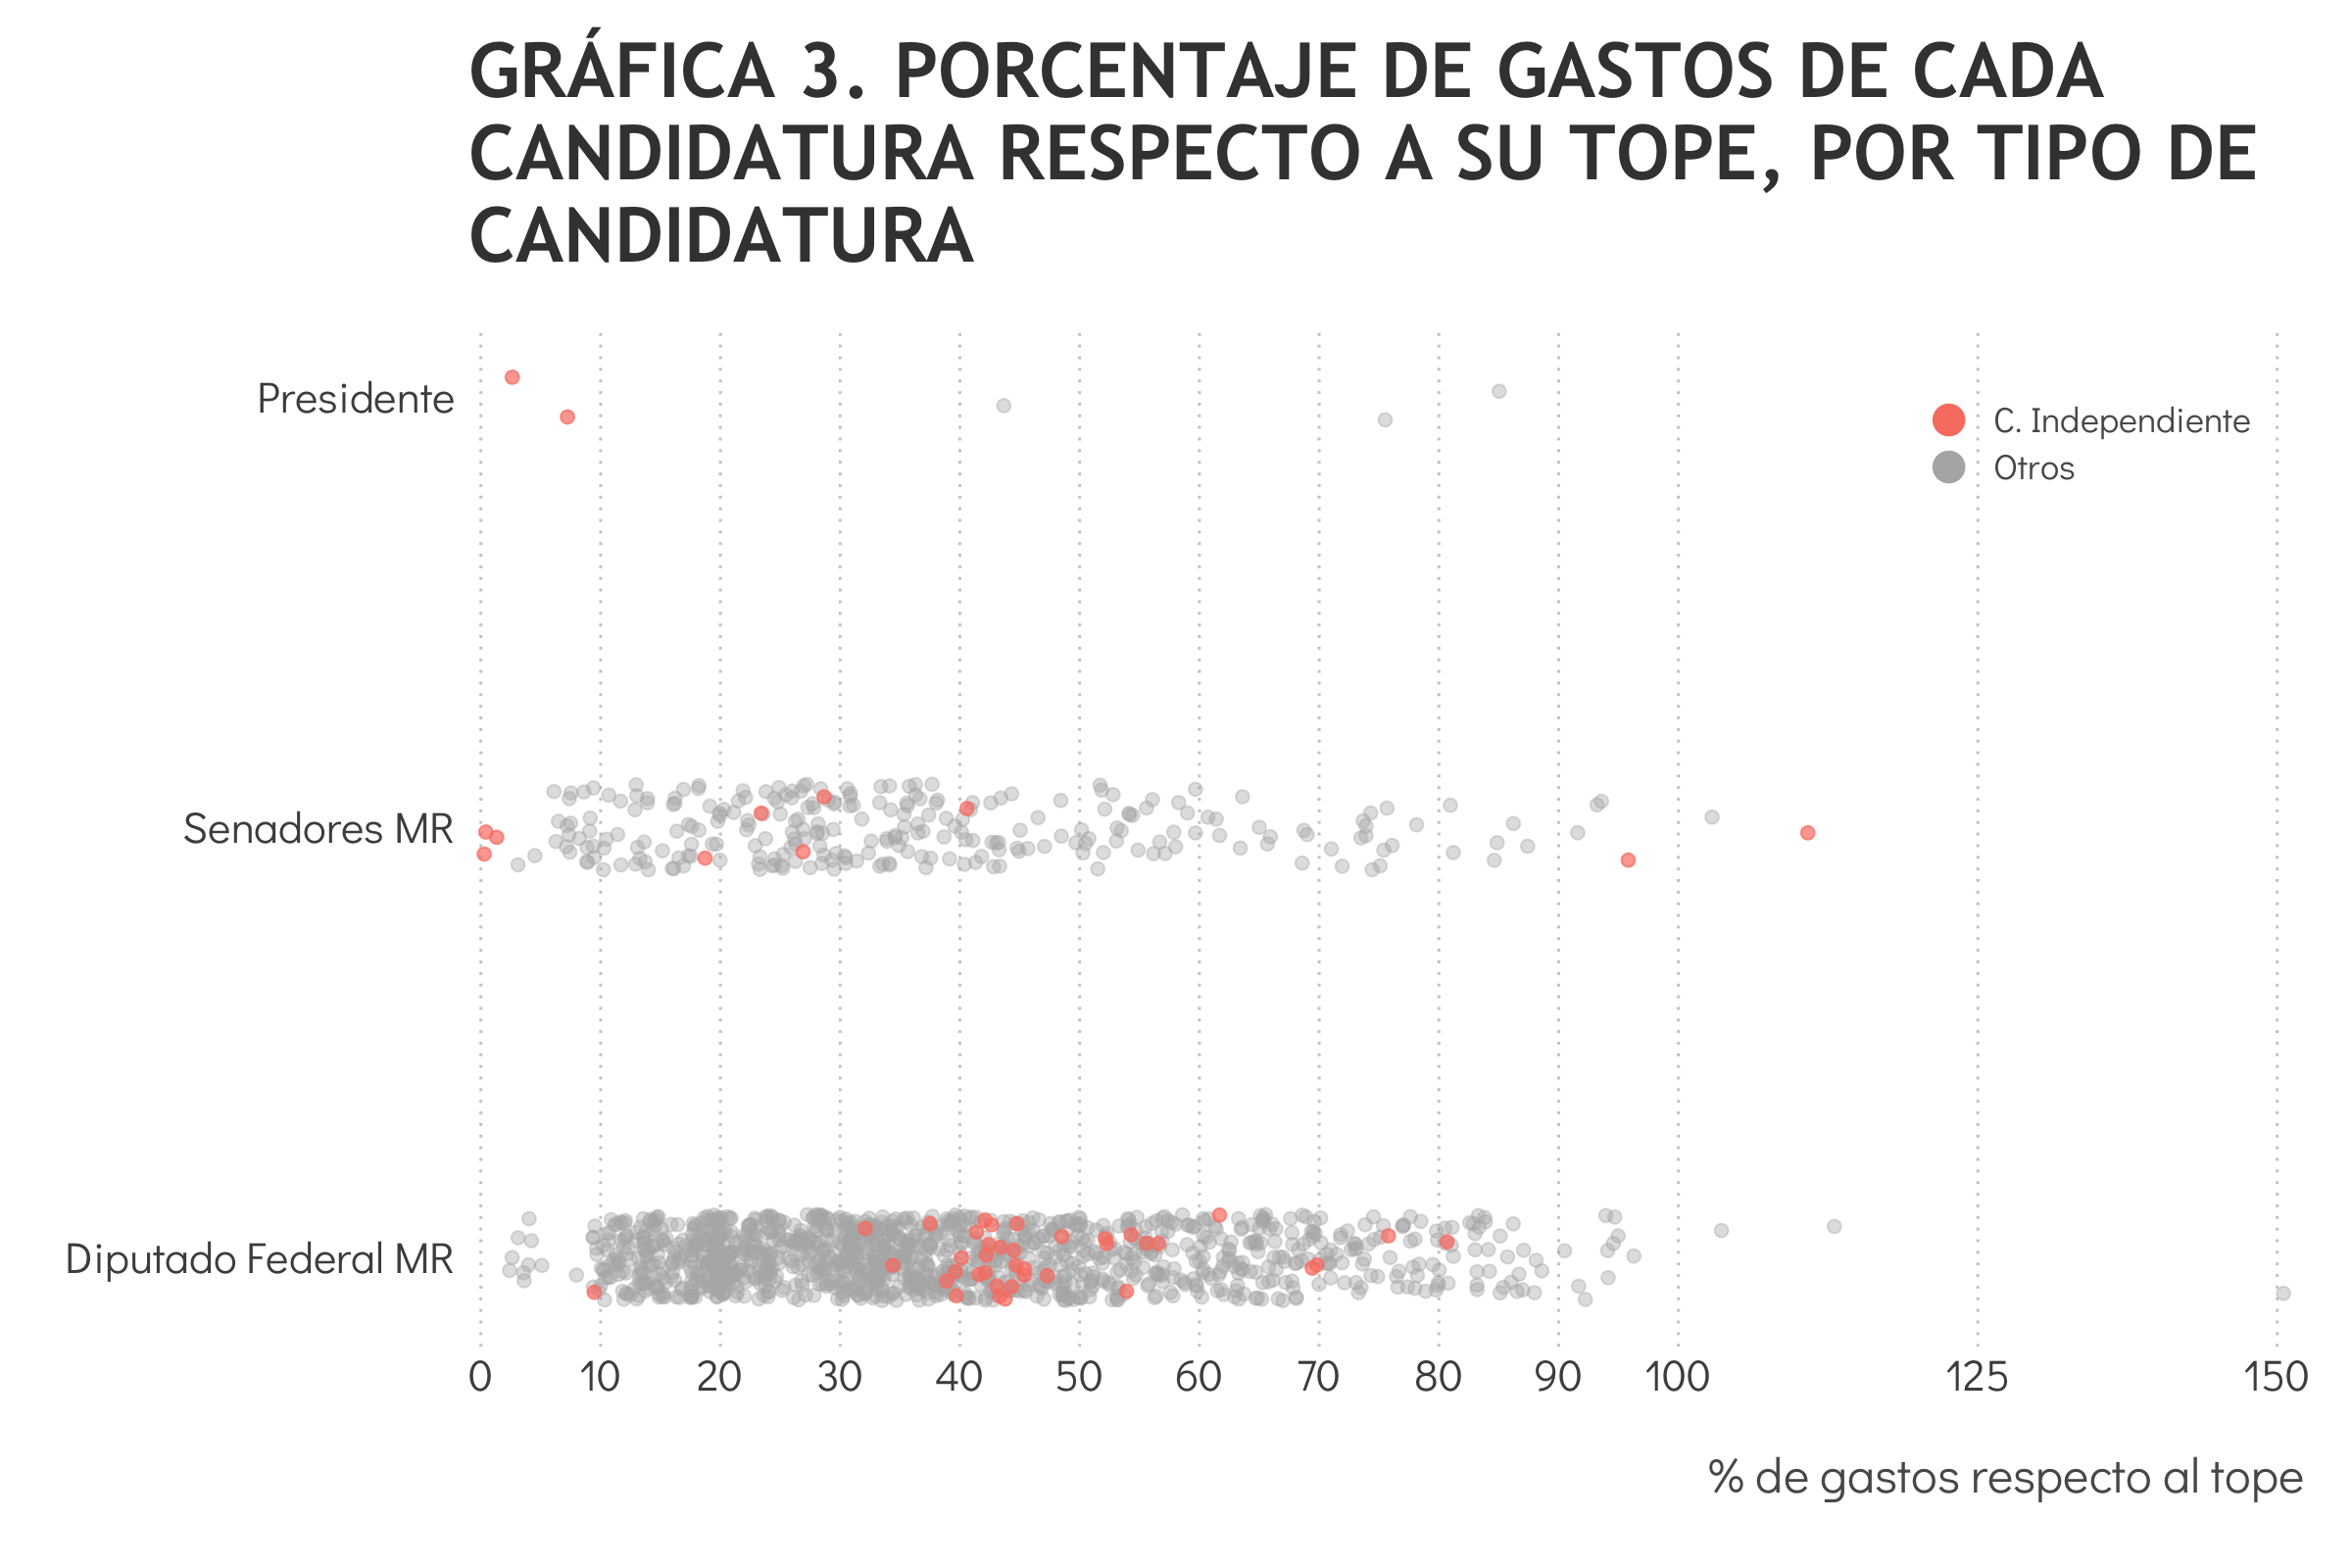 GRÁFICA 3. PORCENTAJE DE GASTOS DE CADA
CANDIDATURA RESPECTO A SU TOPE, POR TIPO DE
CANDIDATURA
Presidente
C. Independiente
Otros
Senadores MR
Diputado Federal MR
0 10 20 30 40 50 60 70 80 90 100 125 150
% de gastos respecto al tope